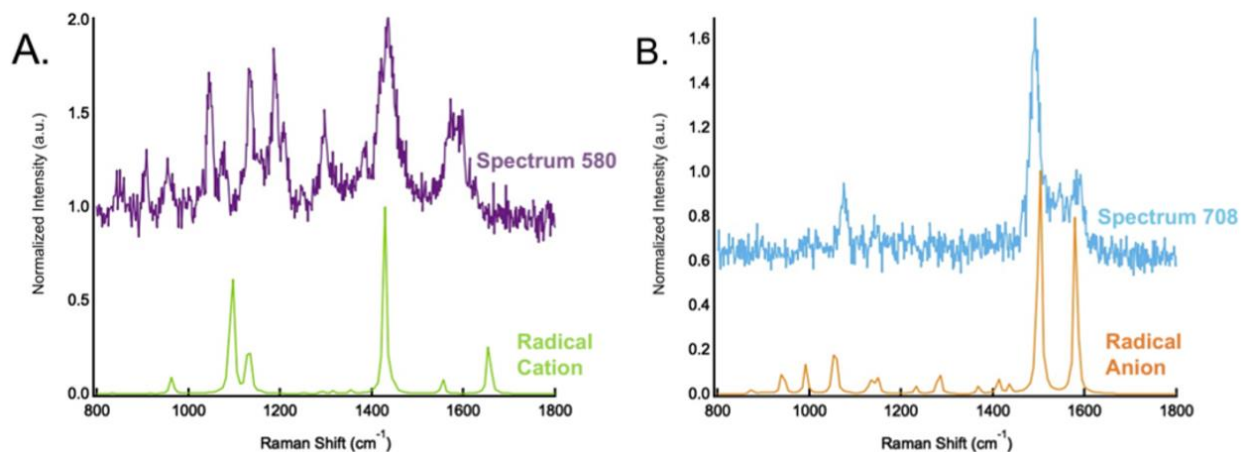 A.
2.0
1.5
1.0
0.5
0.0
Normalized Intensity (a.u.)
Spectrum 580
Radical
Cation
800 1000 1200 1400 1600 1800
Raman Shift (cm-1)
B.
1.6
1.4
1.2
1.0
0.8
0.6
0.4
0.2
0.0
Normalized Intensity (a.u.)
Spectrum 708
Radical
Anion
800 1000 1200 1400 1600 1800
Raman Shift (cm-1)